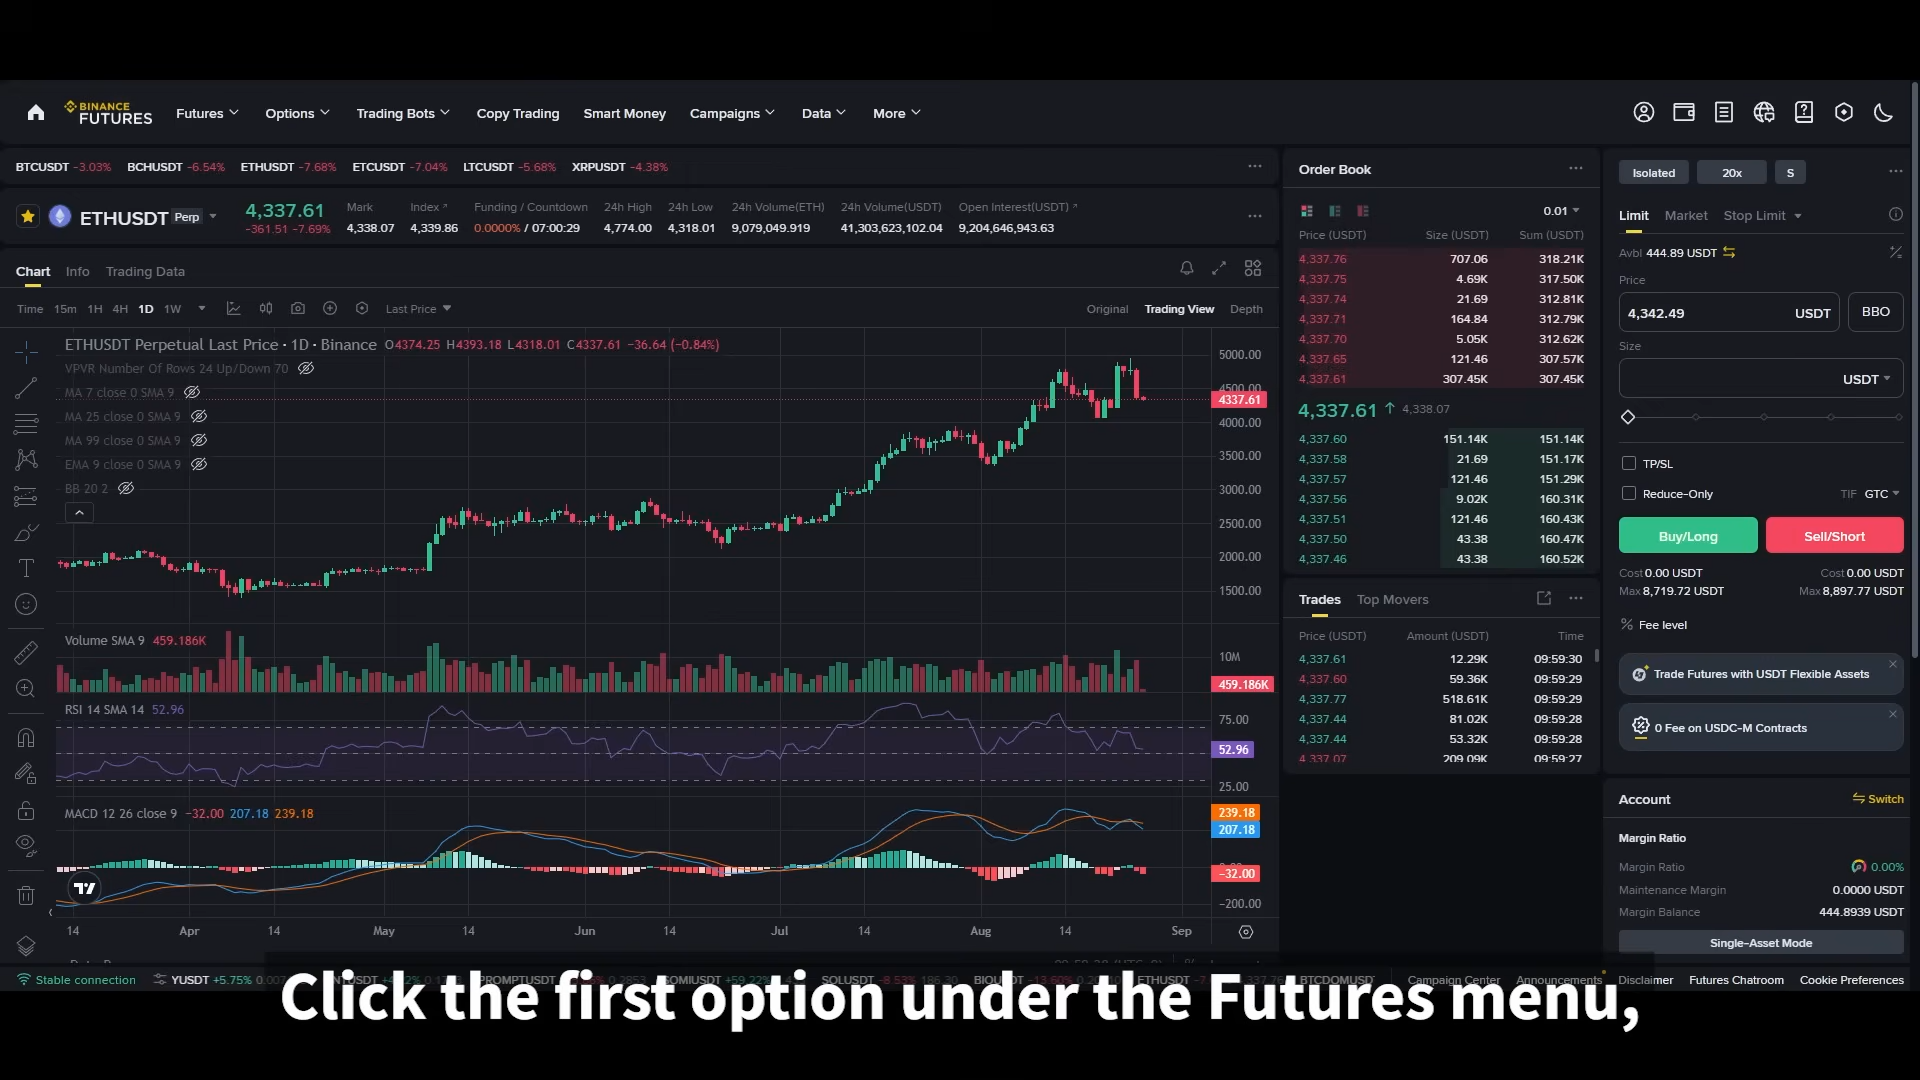 BINANCE
FUTURES
Futures
Options
Trading Bots
Copy Trading
Smart Money
Campaigns
Data
More
BTCUSDT -3.03% BCHUSDT -6.54% ETHUSDT -7.68% ETCUSDT -7.04% LTCUSDT -5.68% XRPUSDT -4.38%
ETHUSDT Perp
4,337.61
-361.51 -7.69%
Mark
4,338.07
Index
4,339.86
Funding / Countdown
0.0000% / 07:00:29
24h High
4,774.00
24h Low
4,318.01
24h Volume(ETH)
9,079,049.919
24h Volume(USDT)
41,303,623,102.04
Open Interest(USDT)
9,204,646,943.63
Chart Info Trading Data
Time 15m 1H 4H 1D 1W Last Price Original Trading View Depth
ETHUSDT Perpetual Last Price · 1D · Binance O4374.25 H4393.18 L4318.01 C4337.61 -36.64 (-0.84%)
VPVR Number Of Rows 24 Up/Down 70
MA 7 close 0 SMA 9
MA 25 close 0 SMA 9
MA 99 close 0 SMA 9
EMA 9 close 0 SMA 9
BB 20 2
5000.00
4500.00
4337.61
4000.00
3500.00
3000.00
2500.00
2000.00
1500.00
Volume SMA 9 459.186K
10M
459.186K
RSI 14 SMA 14 52.96
75.00
52.96
25.00
MACD 12 26 close 9 -32.00 207.18 239.18
239.18
207.18
-32.00
-200.00
14 Apr 14 May 14 Jun 14 Jul 14 Aug 14 Sep
Order Book
0.01
Price (USDT) Size (USDT) Sum (USDT)
4,337.76 707.06 318.21K
4,337.75 4.69K 317.50K
4,337.74 21.69 312.81K
4,337.71 164.84 312.79K
4,337.70 5.05K 312.62K
4,337.65 121.46 307.57K
4,337.61 307.45K 307.45K
4,337.61 ↑ 4,338.07
4,337.60 151.14K 151.14K
4,337.58 21.69 151.17K
4,337.57 121.46 151.29K
4,337.56 9.02K 160.31K
4,337.51 121.46 160.43K
4,337.50 43.38 160.47K
4,337.46 43.38 160.52K
Trades Top Movers
Price (USDT) Amount (USDT) Time
4,337.61 12.29K 09:59:30
4,337.60 59.36K 09:59:29
4,337.77 518.61K 09:59:29
4,337.44 81.02K 09:59:28
4,337.44 53.32K 09:59:28
4,337.07 209.09K 09:59:27
Isolated 20x S
Limit Market Stop Limit
Avbl 444.89 USDT
Price
4,342.49 USDT BBO
Size
USDT
TP/SL
Reduce-Only TIF GTC
Buy/Long Sell/Short
Cost 0.00 USDT Cost 0.00 USDT
Max 8,719.72 USDT Max 8,897.77 USDT
% Fee level
Trade Futures with USDT Flexible Assets
0 Fee on USDC-M Contracts
Account Switch
Margin Ratio
Margin Ratio 0.00%
Maintenance Margin 0.0000 USDT
Margin Balance 444.8939 USDT
Single-Asset Mode
Stable connection YUSDT +5.75% PROMPTUSDT SOMIUSDT +59.22% SOLUSDT -8.53% 186.30 ETHUSDT BTCDOMUSDT Campaign Center Announcements Disclaimer Futures Chatroom Cookie Preferences
Click the first option under the Futures menu,